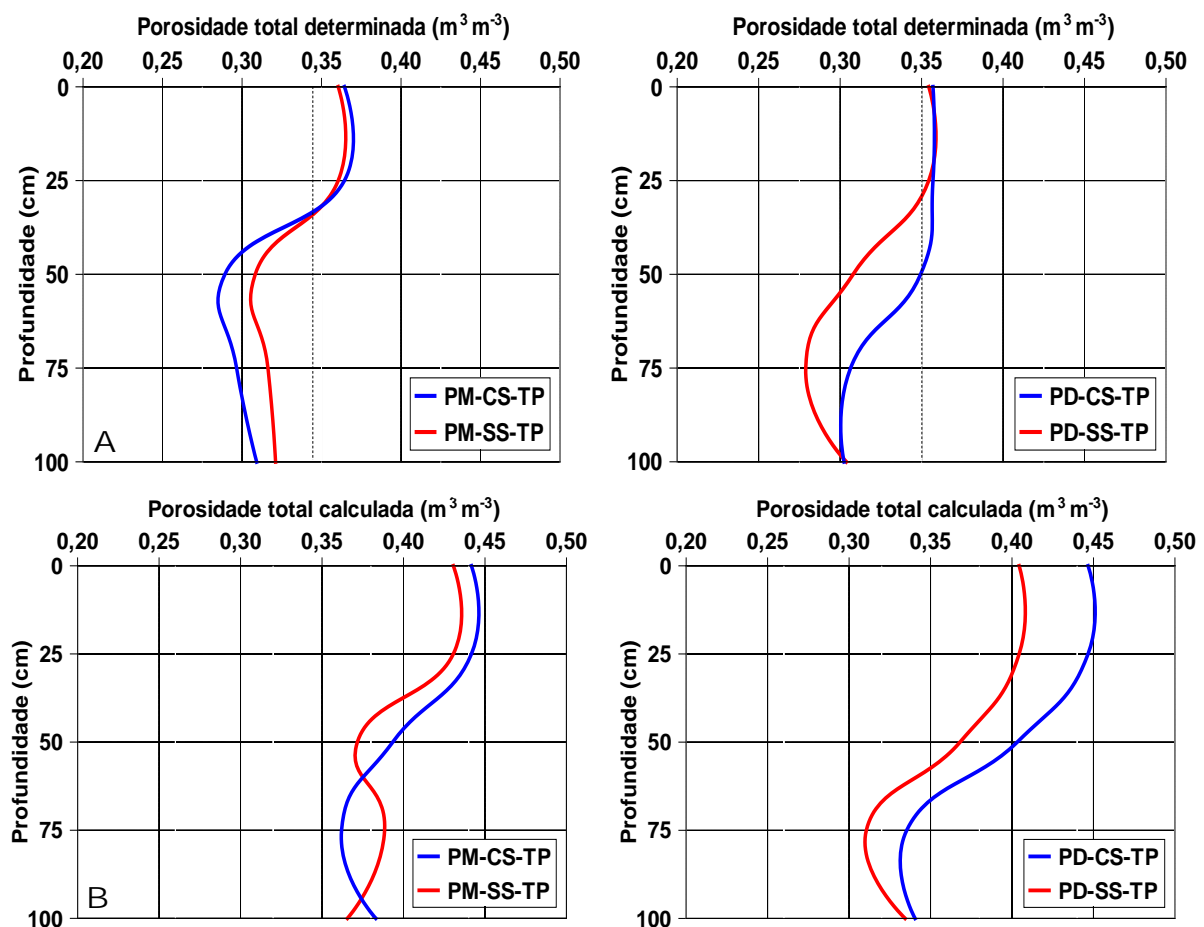 Porosidade total determinada (m³ m⁻³)
0,20 0,25 0,30 0,35 0,40 0,45 0,50
0
25
50
75
100
Profundidade (cm)
PM-CS-TP
PM-SS-TP
A
Porosidade total determinada (m³ m⁻³)
0,20 0,25 0,30 0,35 0,40 0,45 0,50
0
25
50
75
100
Profundidade (cm)
PD-CS-TP
PD-SS-TP
Porosidade total calculada (m³ m⁻³)
0,20 0,25 0,30 0,35 0,40 0,45 0,50
0
25
50
75
100
Profundidade (cm)
PM-CS-TP
PM-SS-TP
B
Porosidade total calculada (m³ m⁻³)
0,20 0,25 0,30 0,35 0,40 0,45 0,50
0
25
50
75
100
Profundidade (cm)
PD-CS-TP
PD-SS-TP